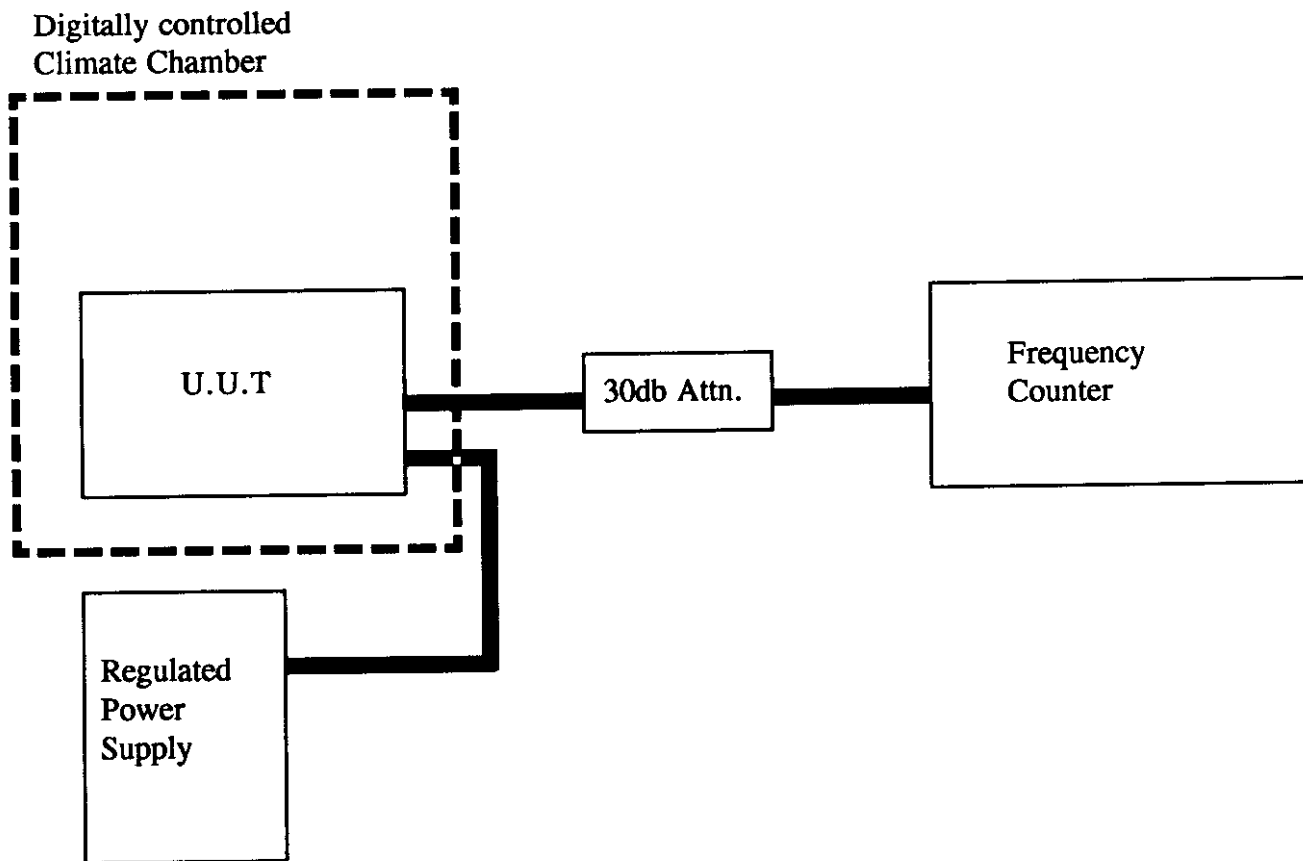 Digitally controlled
Climate Chamber
U.U.T
30db Attn.
Frequency
Counter
Regulated
Power
Supply